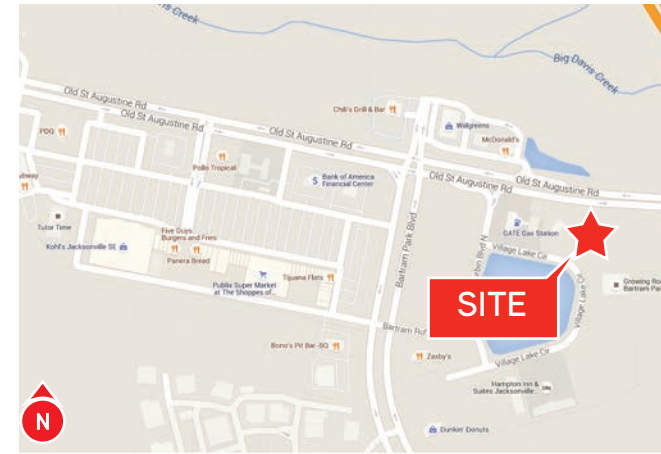 Big Davis Creek
Old St Augustine Rd
Old St Augustine Rd
Old St Augustine Rd
Old St Augustine Rd
Old St Augustine Rd
Chili's Grill & Bar
Walgreens
McDonald's
PDQ
Pollo Tropical
$ Bank of America
Financial Center
Bartram Park Blvd
GATE Gas Station
Village Lake Cir
Tutor Time
Kohl's Jacksonville SE
Five Guys
Burgers and Fries
Panera Bread
Publix Super Market
at The Shoppes of...
Tijuana Flats
SITE
Village Lake Cir
Bartram
Bono's Pit Bar-BQ
Zaxby's
Village Lake Cir
Hampton Inn &
Suites Jacksonville...
Dunkin' Donuts
N